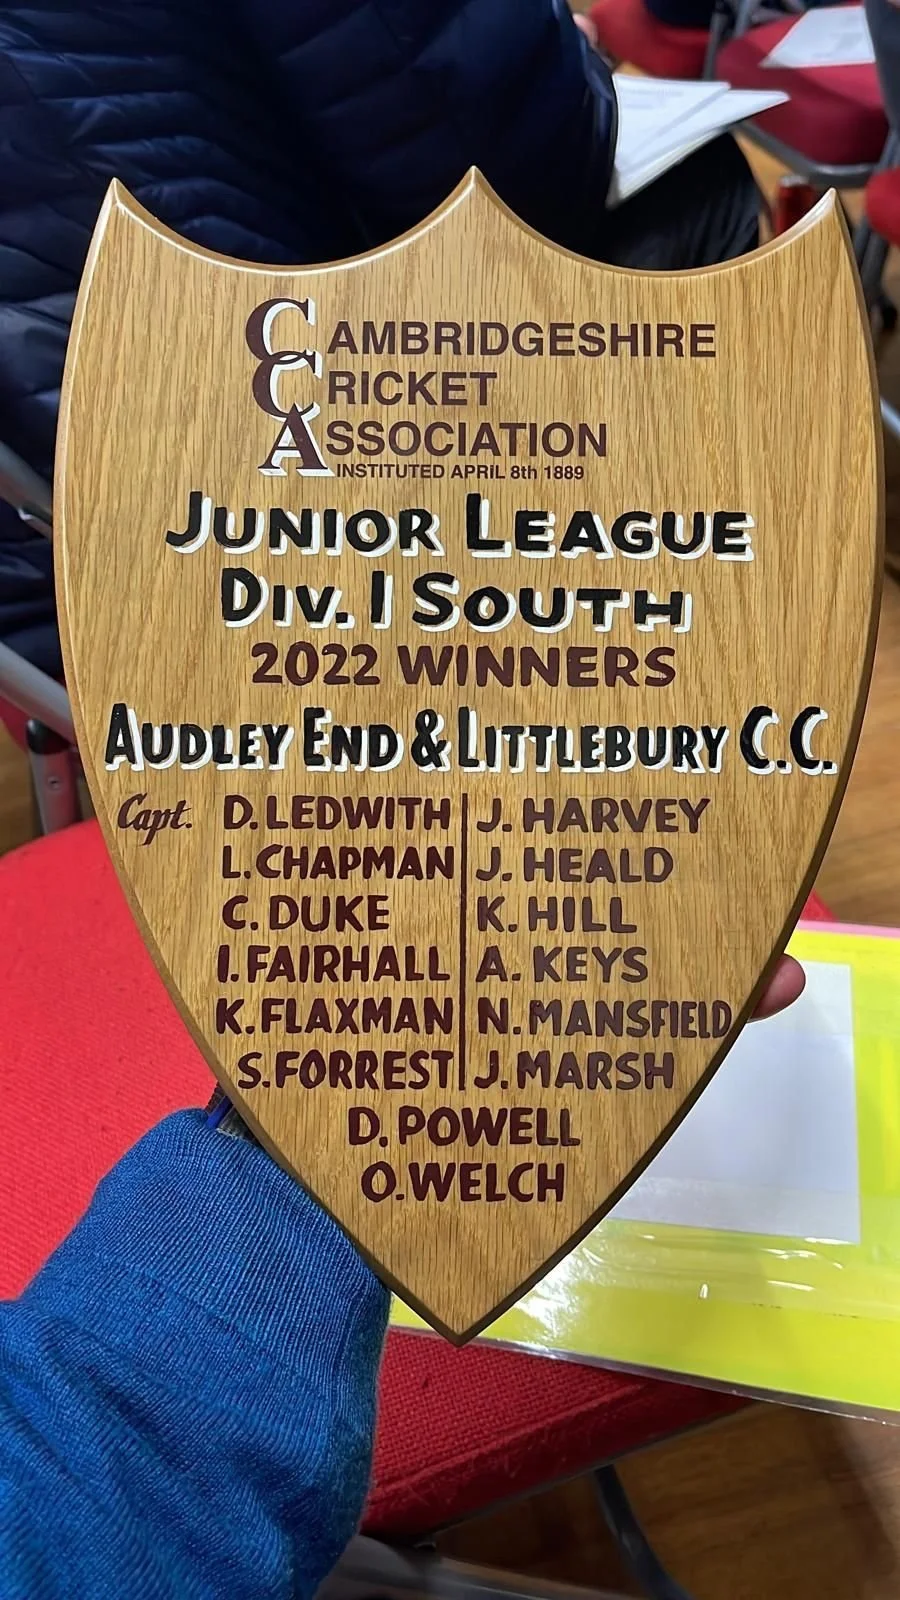 CAMBRIDGESHIRE
CRICKET
ASSOCIATION
INSTITUTED APRIL 8th 1889
JUNIOR LEAGUE
DIV. 1 SOUTH
2022 WINNERS
AUDLEY END & LITTLEBURY C.C.
Capt. D. LEDWITH J. HARVEY
L. CHAPMAN J. HEALD
C. DUKE K. HILL
I. FAIRHALL A. KEYS
K. FLAXMAN N. MANSFIELD
S. FORREST J. MARSH
D. POWELL
O. WELCH